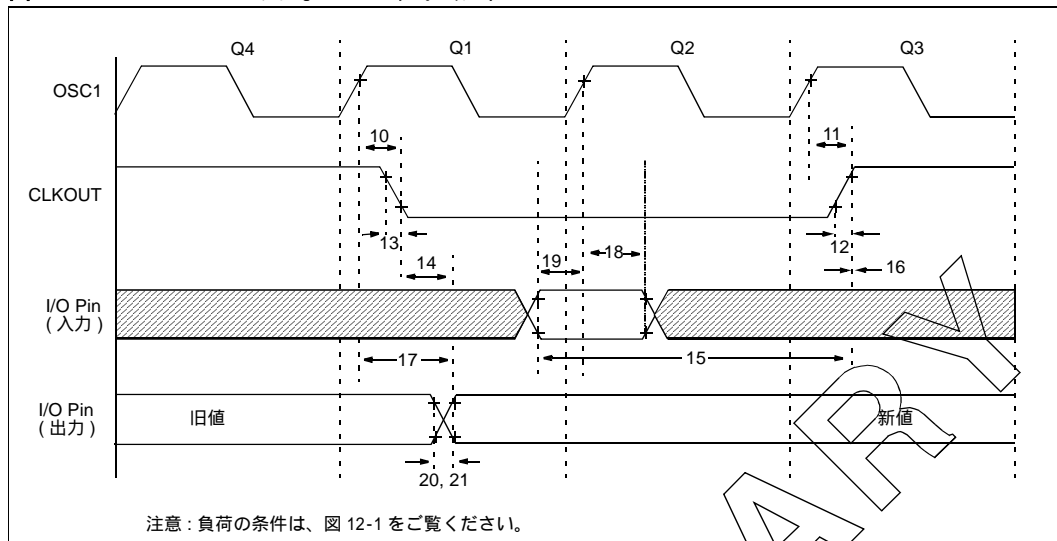 Q4 Q1 Q2 Q3
OSC1
10 11
CLKOUT
13 12
14 19 18 16
I/O Pin
( 入力 )
17 15
I/O Pin
( 出力 )
旧値 新値
20, 21
注意 : 負荷の条件は、図 12-1 をご覧ください。
A R Y